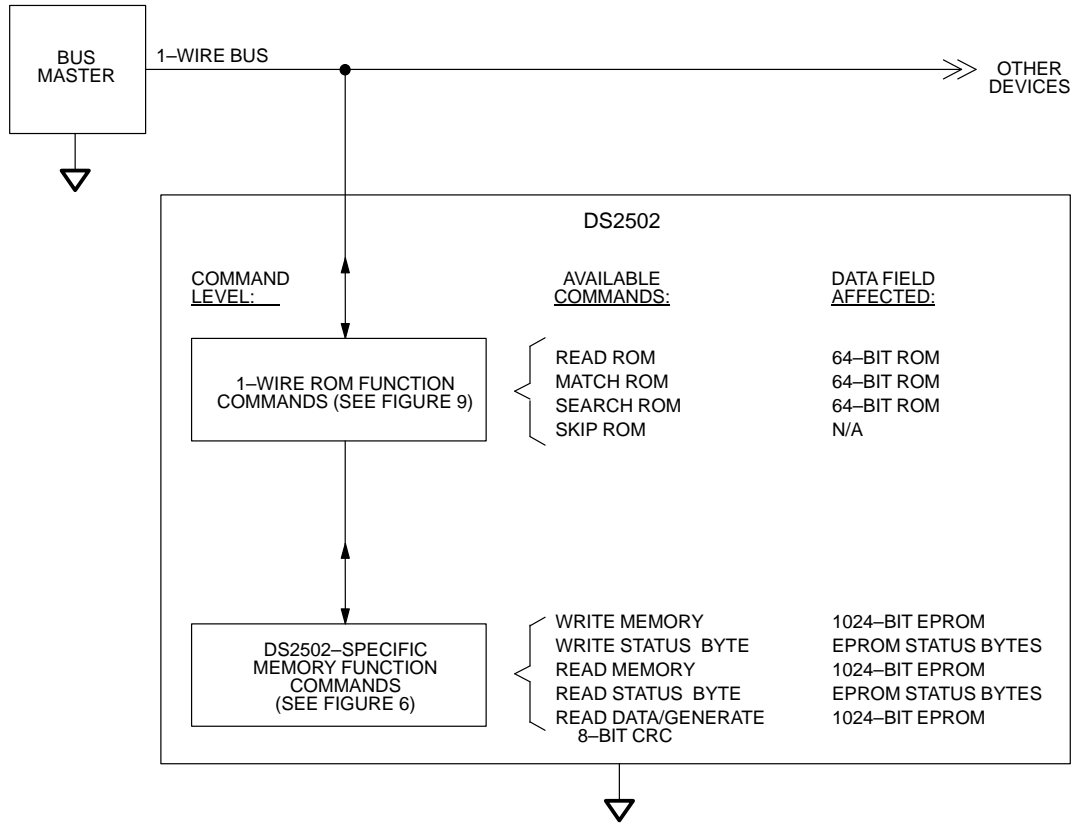 BUS
MASTER
1–WIRE BUS
OTHER
DEVICES
DS2502
COMMAND
LEVEL:
AVAILABLE
COMMANDS:
DATA FIELD
AFFECTED:
1–WIRE ROM FUNCTION
COMMANDS (SEE FIGURE 9)
READ ROM 64–BIT ROM
MATCH ROM 64–BIT ROM
SEARCH ROM 64–BIT ROM
SKIP ROM N/A
DS2502–SPECIFIC
MEMORY FUNCTION
COMMANDS
(SEE FIGURE 6)
WRITE MEMORY 1024–BIT EPROM
WRITE STATUS BYTE EPROM STATUS BYTES
READ MEMORY 1024–BIT EPROM
READ STATUS BYTE EPROM STATUS BYTES
READ DATA/GENERATE 1024–BIT EPROM
8–BIT CRC